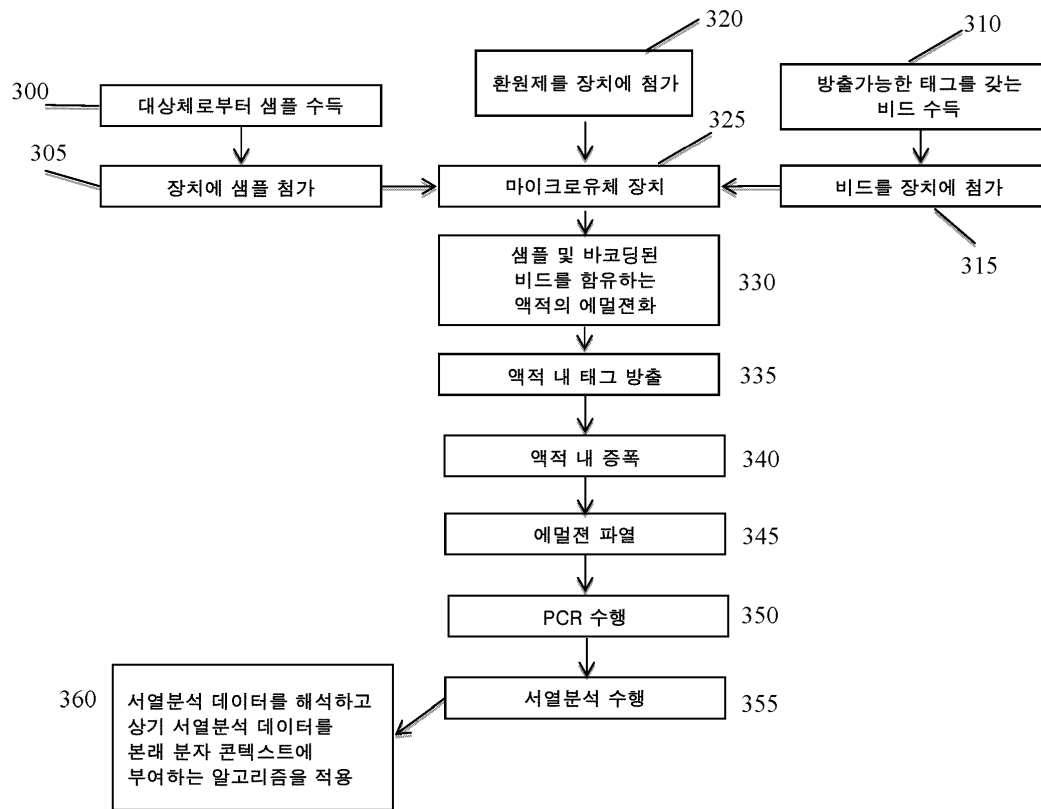 320
310
환원제를 장치에 첨가
방출가능한 태그를 갖는
비드 수득
300
대상체로부터 샘플 수득
325
305
장치에 샘플 첨가
마이크로유체 장치
비드를 장치에 첨가
315
샘플 및 바코딩된
비드를 함유하는
액적의 에멀젼화
330
액적 내 태그 방출
335
액적 내 증폭
340
에멀젼 파열
345
PCR 수행
350
서열분석 수행
355
360
서열분석 데이터를 해석하고
상기 서열분석 데이터를
본래 분자 콘텍스트에
부여하는 알고리즘을 적용